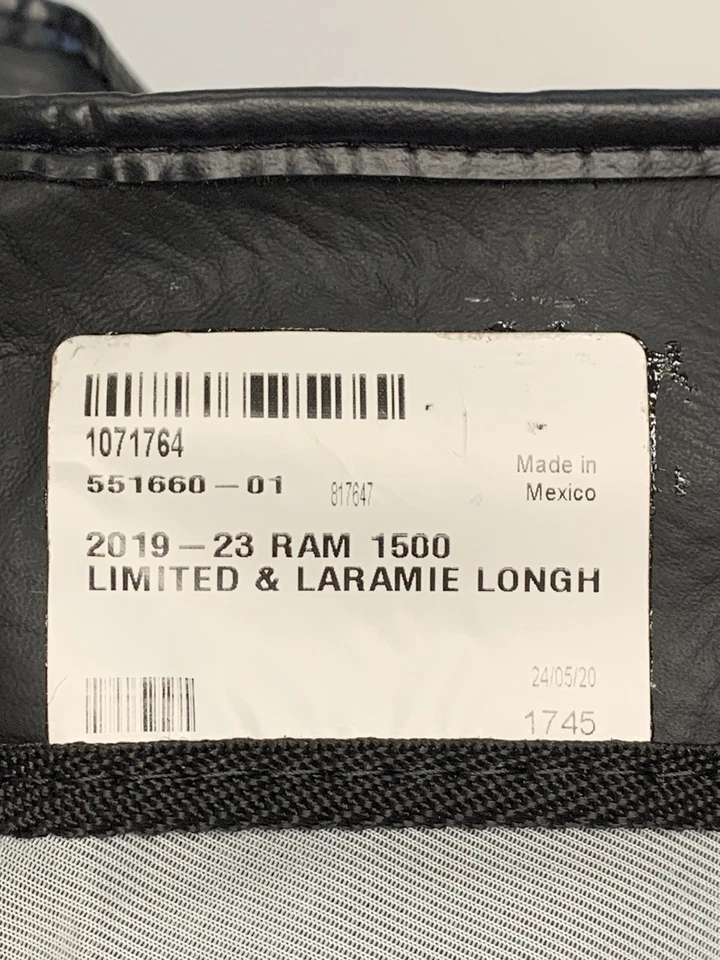 1071764
551660-01 817647
Made in
Mexico
2019-23 RAM 1500
LIMITED & LARAMIE LONGH
24/05/20
1745